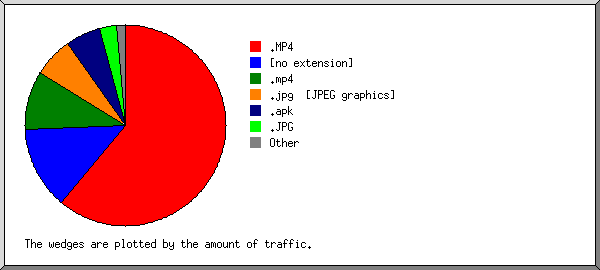 .MP4
[no extension]
.mp4
.jpg  [JPEG graphics]
.apk
.JPG
Other
The wedges are plotted by the amount of traffic.